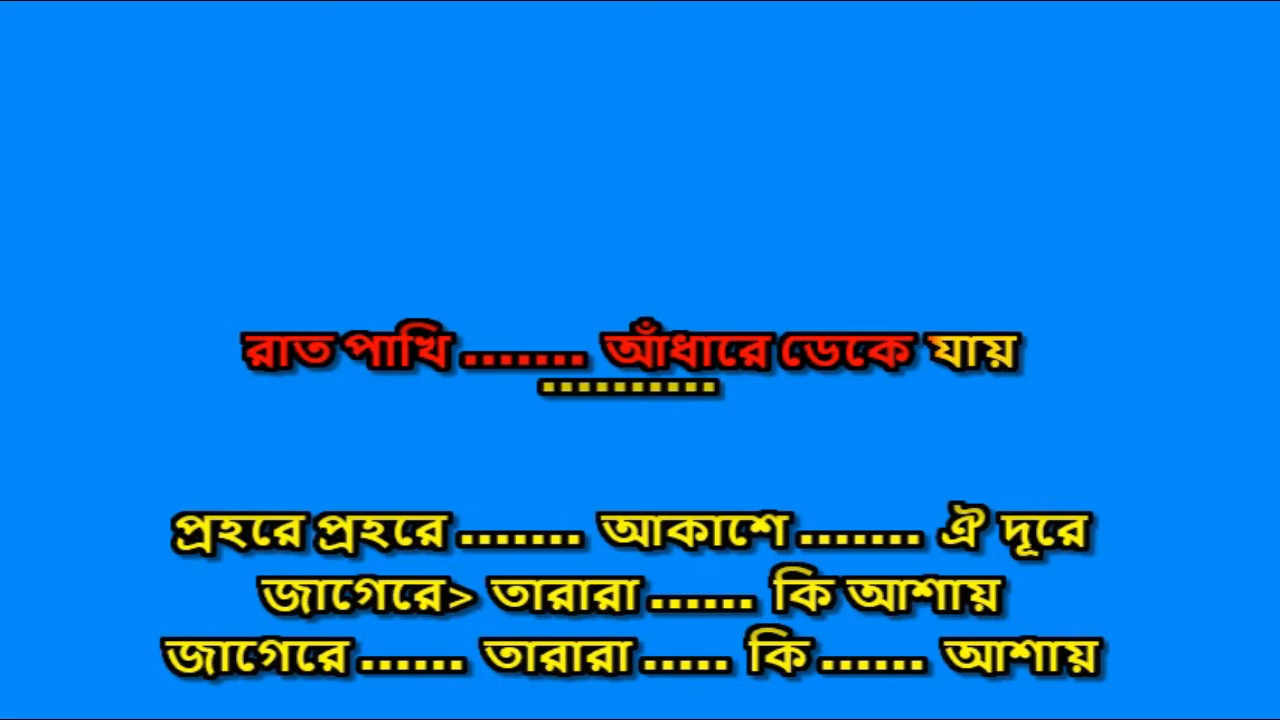 রাত পাখি ....... আঁধারে ডেকে যায়
..........
প্রহরে প্রহরে ....... আকাশে ....... ঐ দূরে
জাগেরে> তারারা ...... কি আশায়
জাগেরে ...... তারারা ..... কি ...... আশায়